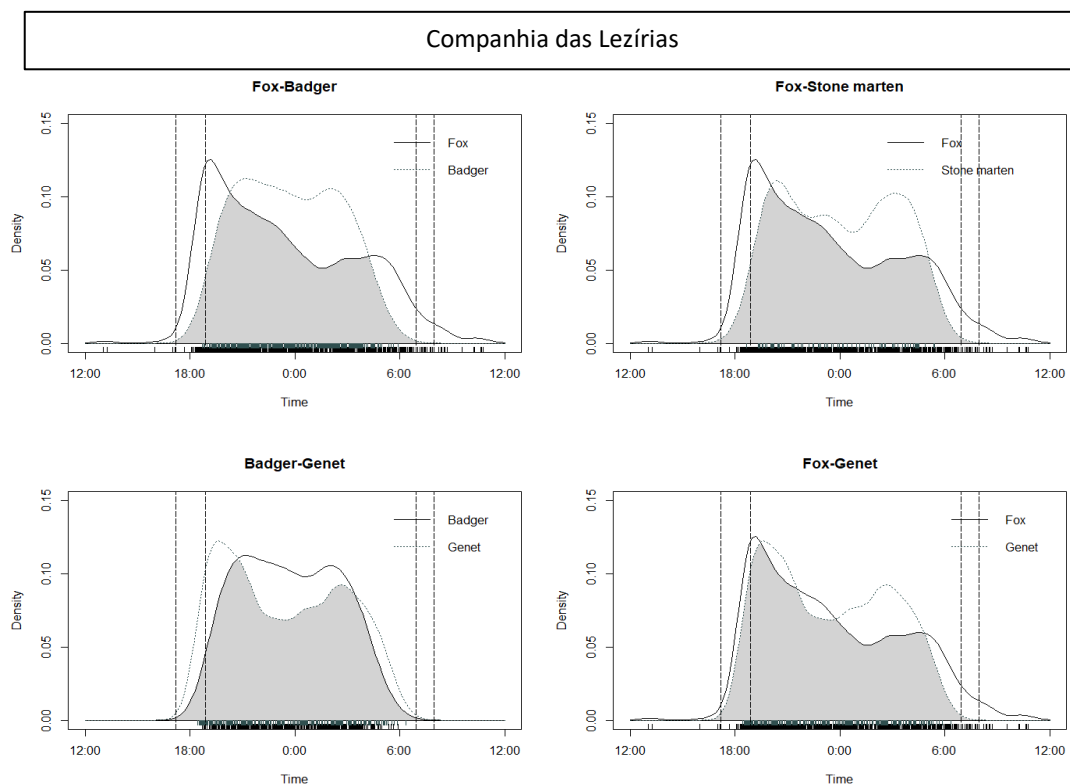 Companhia das Lezírias
Fox-Badger
0.15
0.10
0.05
0.00
Density
Fox
Badger
12:00 18:00 0:00 6:00 12:00
Time
Fox-Stone marten
0.15
0.10
0.05
0.00
Density
Fox
Stone marten
12:00 18:00 0:00 6:00 12:00
Time
Badger-Genet
0.15
0.10
0.05
0.00
Density
Badger
Genet
12:00 18:00 0:00 6:00 12:00
Time
Fox-Genet
0.15
0.10
0.05
0.00
Density
Fox
Genet
12:00 18:00 0:00 6:00 12:00
Time